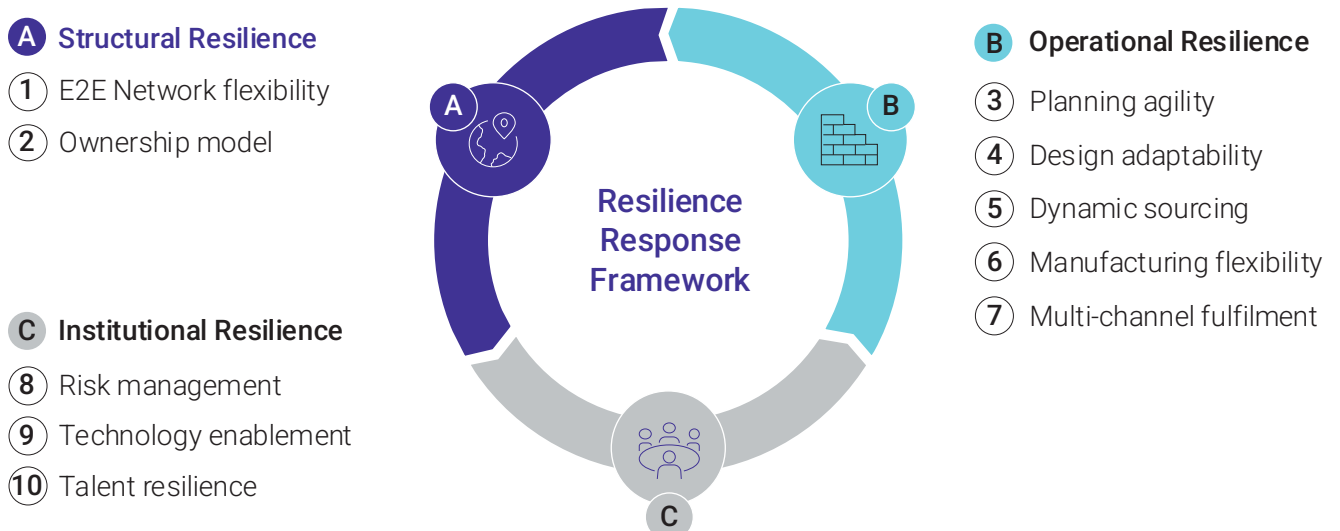 A Structural Resilience
1 E2E Network flexibility
2 Ownership model
A
B
Resilience
Response
Framework
C
B Operational Resilience
3 Planning agility
4 Design adaptability
5 Dynamic sourcing
6 Manufacturing flexibility
7 Multi-channel fulfilment
C Institutional Resilience
8 Risk management
9 Technology enablement
10 Talent resilience